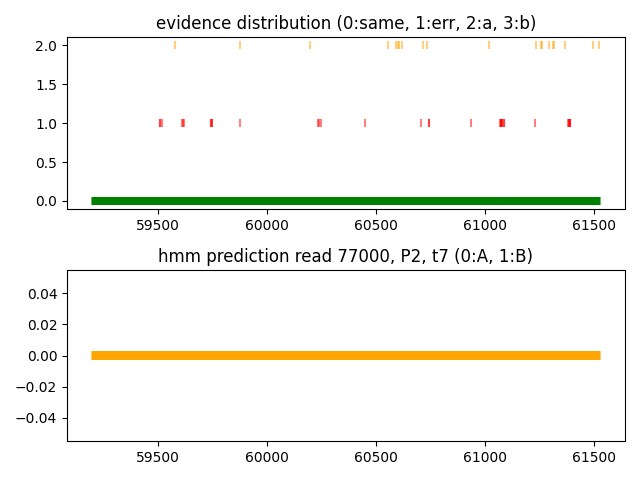 evidence distribution (0:same, 1:err, 2:a, 3:b)
2.0
1.5
1.0
0.5
0.0
59500 60000 60500 61000 61500
hmm prediction read 77000, P2, t7 (0:A, 1:B)
0.04
0.02
0.00
−0.02
−0.04
59500 60000 60500 61000 61500